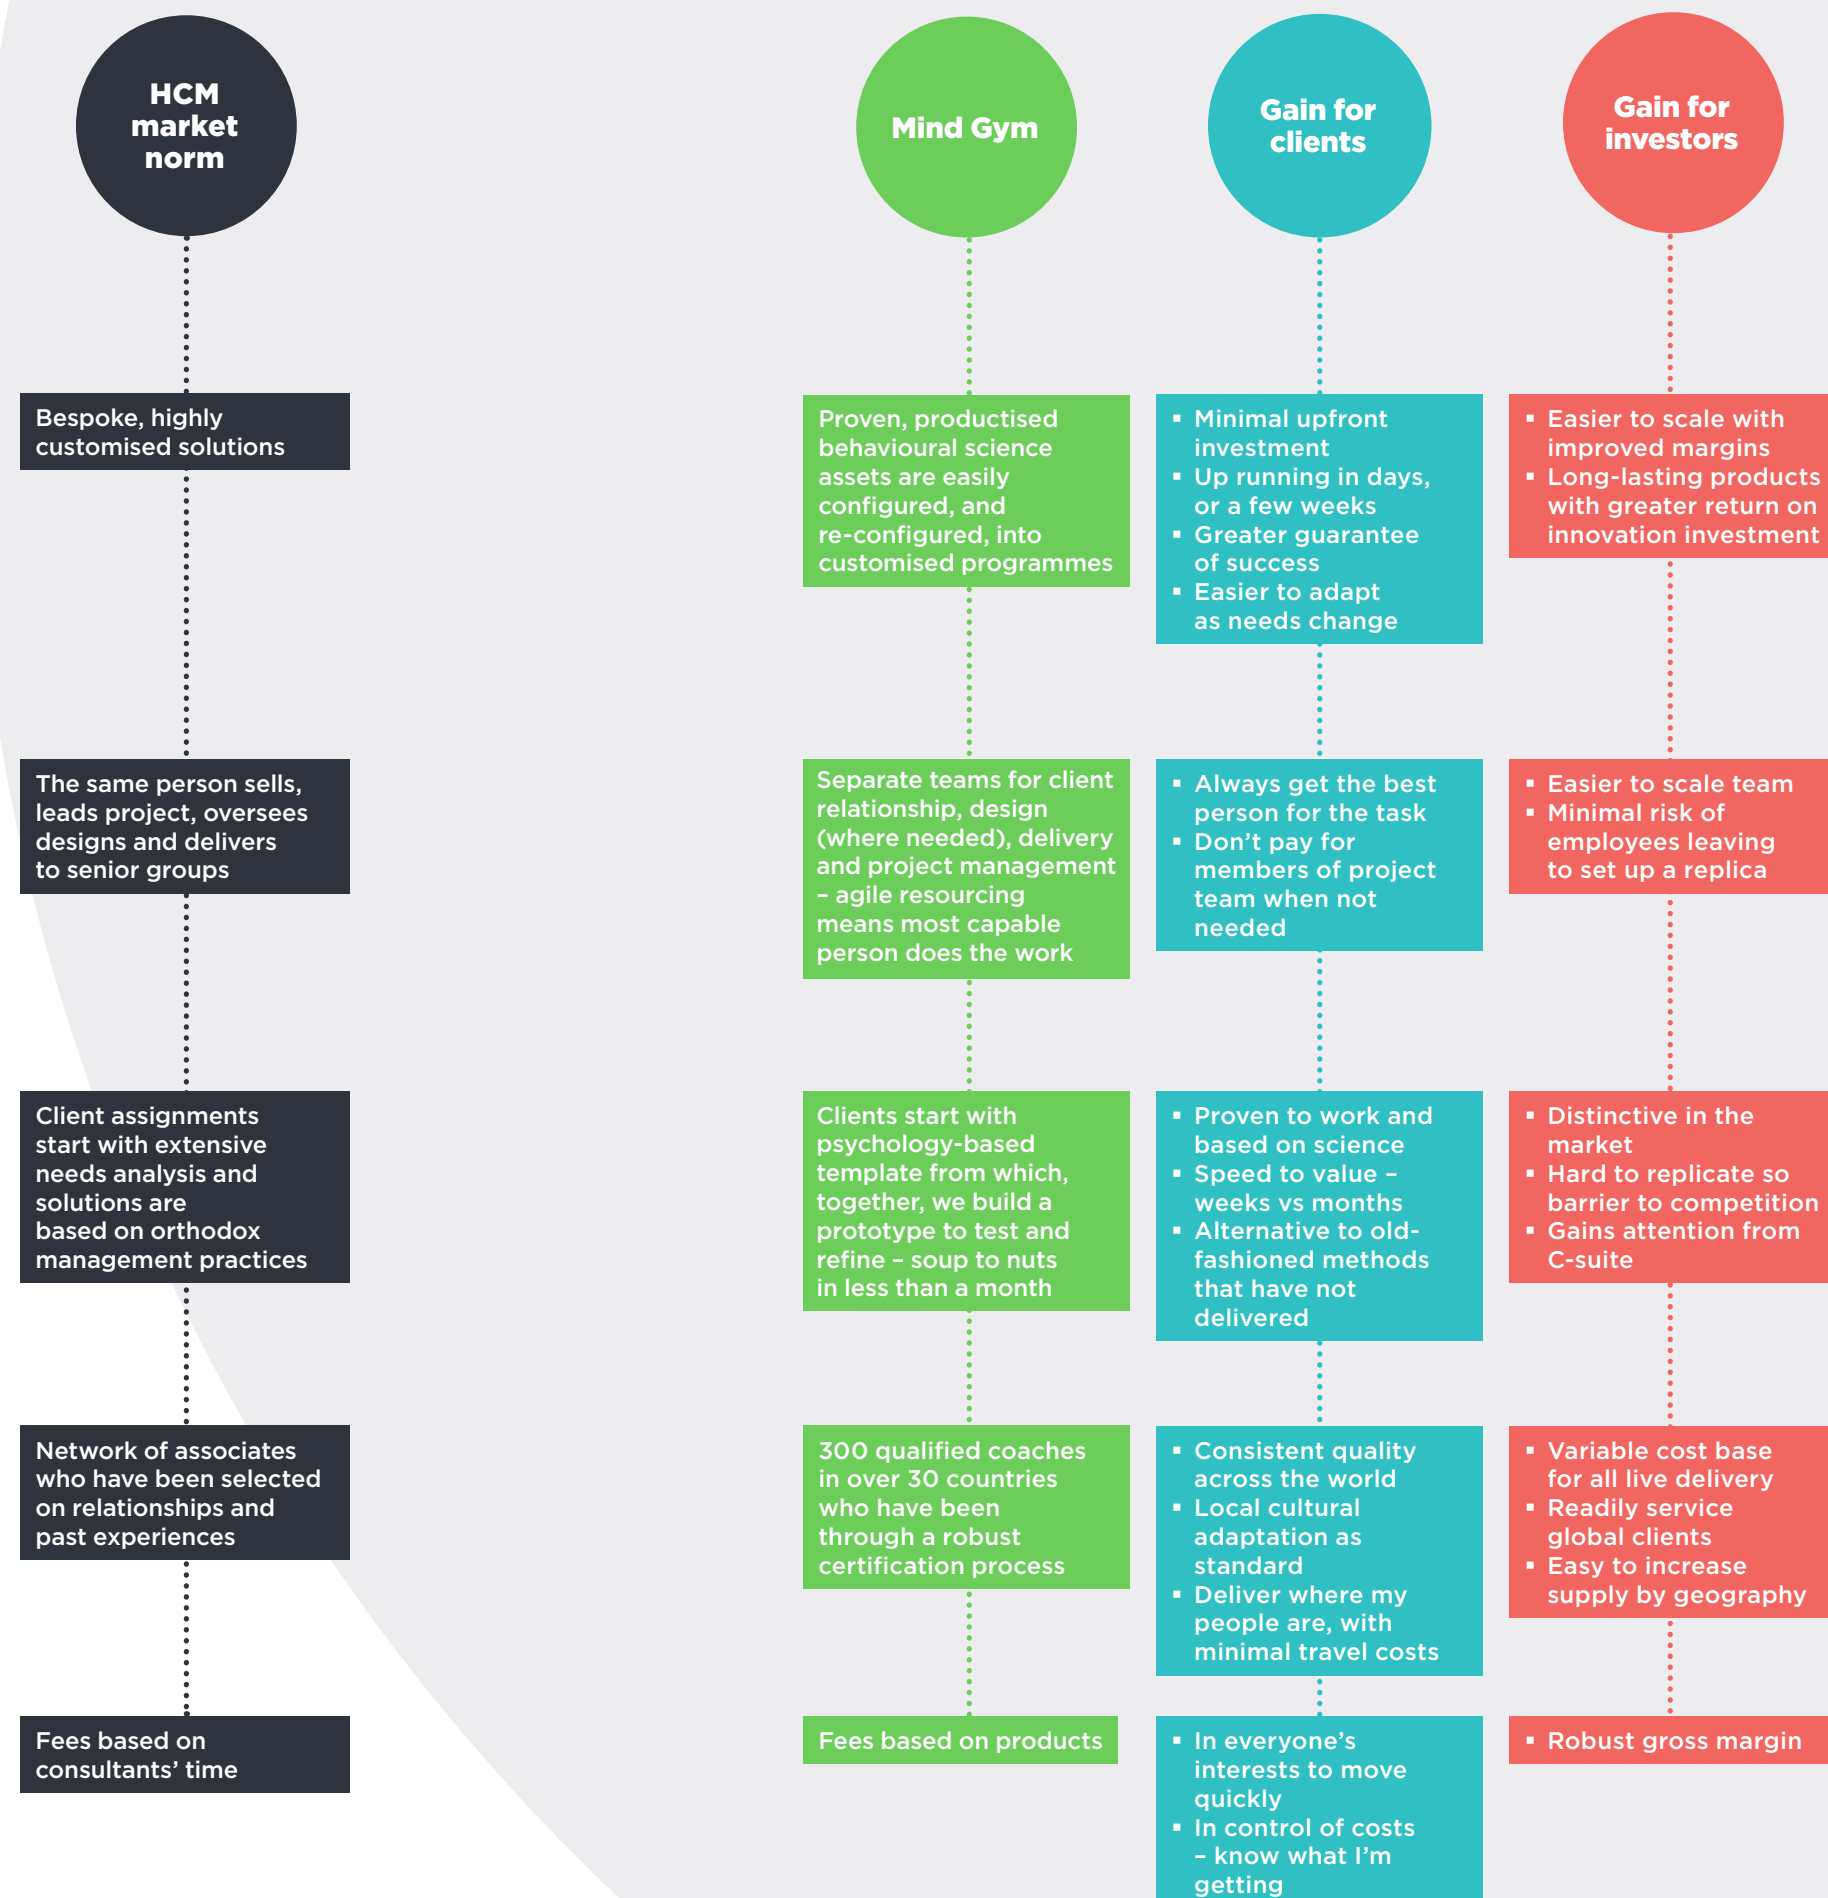 HCM
market
norm
Mind Gym
Gain for
clients
Gain for
investors
Bespoke, highly
customised solutions
Proven, productised
behavioural science
assets are easily
configured, and
re-configured, into
customised programmes
▪ Minimal upfront
investment
▪ Up running in days,
or a few weeks
▪ Greater guarantee
of success
▪ Easier to adapt
as needs change
▪ Easier to scale with
improved margins
▪ Long-lasting products
with greater return on
innovation investment
The same person sells,
leads project, oversees
designs and delivers
to senior groups
Separate teams for client
relationship, design
(where needed), delivery
and project management
– agile resourcing
means most capable
person does the work
▪ Always get the best
person for the task
▪ Don’t pay for
members of project
team when not
needed
▪ Easier to scale team
▪ Minimal risk of
employees leaving
to set up a replica
Client assignments
start with extensive
needs analysis and
solutions are
based on orthodox
management practices
Clients start with
psychology-based
template from which,
together, we build a
prototype to test and
refine – soup to nuts
in less than a month
▪ Proven to work and
based on science
▪ Speed to value –
weeks vs months
▪ Alternative to old-
fashioned methods
that have not
delivered
▪ Distinctive in the
market
▪ Hard to replicate so
barrier to competition
▪ Gains attention from
C-suite
Network of associates
who have been selected
on relationships and
past experiences
300 qualified coaches
in over 30 countries
who have been
through a robust
certification process
▪ Consistent quality
across the world
▪ Local cultural
adaptation as
standard
▪ Deliver where my
people are, with
minimal travel costs
▪ Variable cost base
for all live delivery
▪ Readily service
global clients
▪ Easy to increase
supply by geography
Fees based on
consultants’ time
Fees based on products
▪ In everyone’s
interests to move
quickly
▪ In control of costs
– know what I’m
getting
▪ Robust gross margin